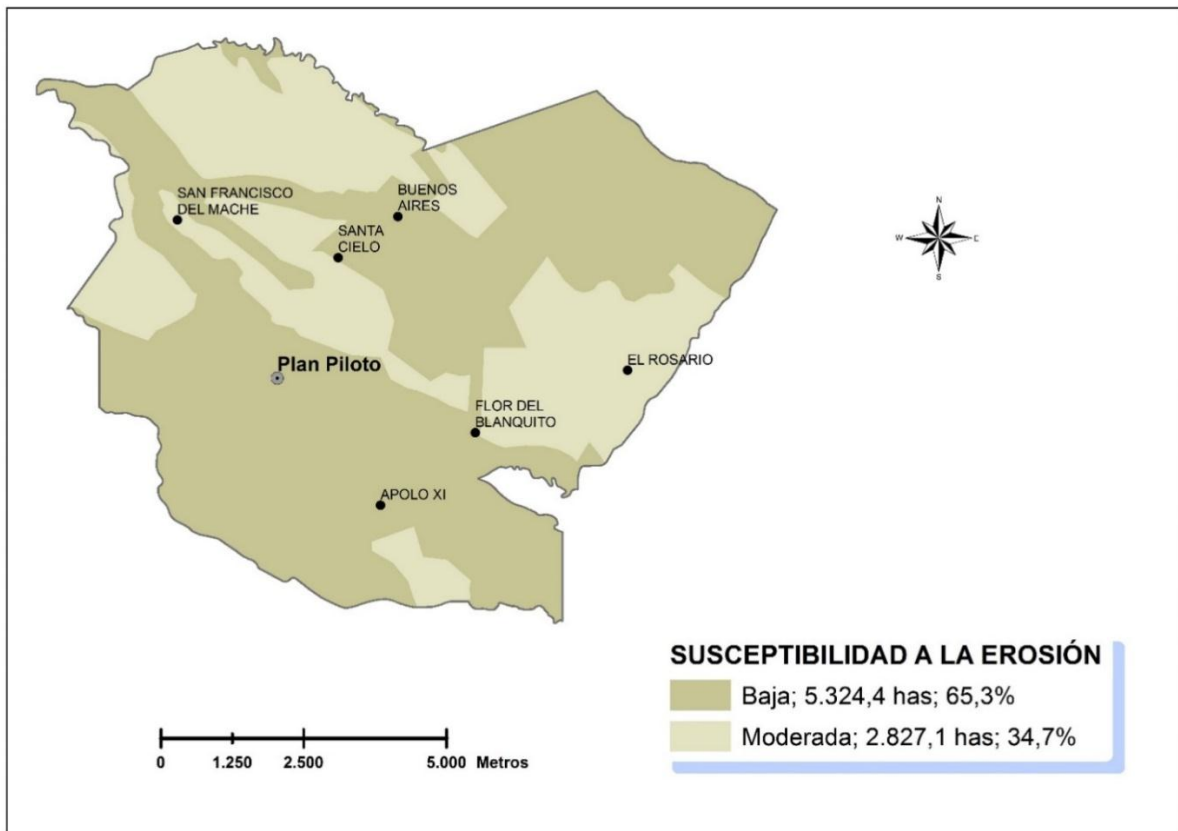 SAN FRANCISCO
DEL MACHE
BUENOS
AIRES
SANTA
CIELO
N
W
E
S
Plan Piloto
EL ROSARIO
FLOR DEL
BLANQUITO
APOLO XI
SUSCEPTIBILIDAD A LA EROSIÓN
Baja; 5.324,4 has; 65,3%
Moderada; 2.827,1 has; 34,7%
0 1.250 2.500 5.000 Metros